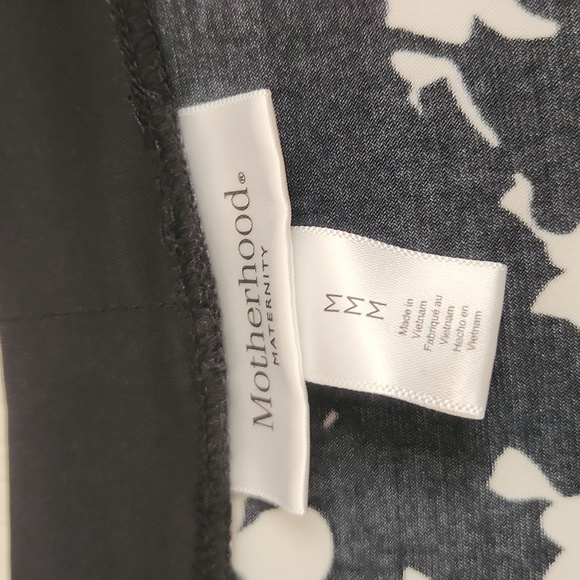 Motherhood®
MATERNITY
M
M
M
Made in
Vietnam
Fabriqué au
Vietnam
Hecho en
Vietnam